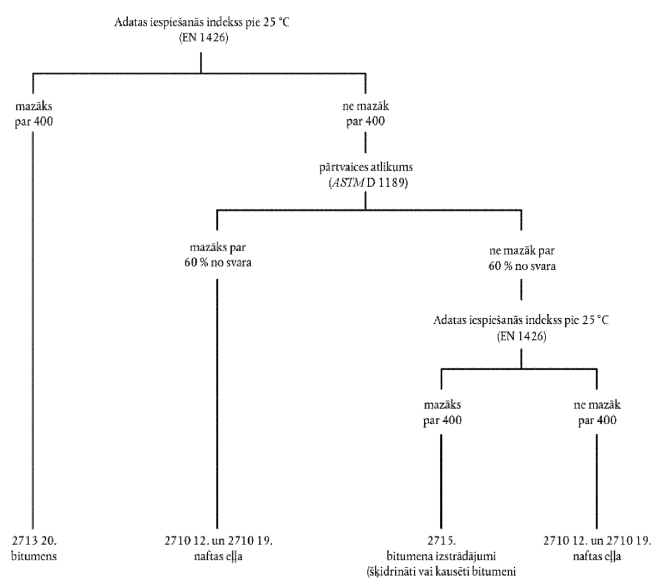 Adatas iespiešanās indekss pie 25 °C
(EN 1426)
mazāks
par 400
ne mazāk
par 400
pārtvaices atlikums
(ASTM D 1189)
mazāks par
60 % no svara
ne mazāk par
60 % no svara
Adatas iespiešanās indekss pie 25 °C
(EN 1426)
mazāks
par 400
ne mazāk
par 400
2713 20.
bitumens
2710 12. un 2710 19.
naftas eļļa
2715.
bitumena izstrādājumi
(šķidrināti vai kausēti bitumeni
2710 12. un 2710 19.
naftas eļļa